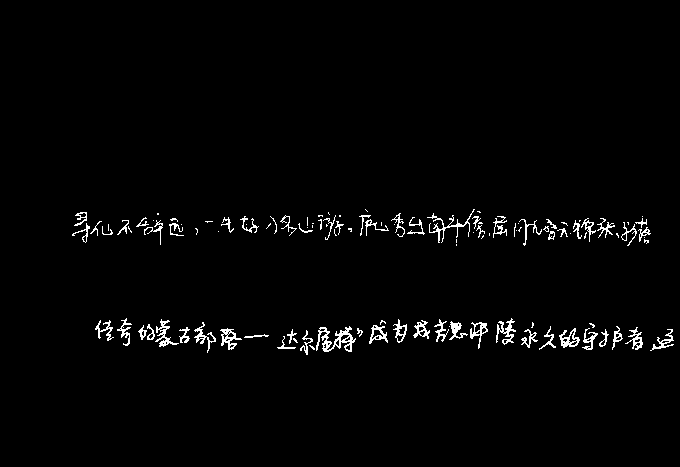 寻仙不辞远,一生好入名山游。庐山秀出南斗傍,屏风九叠云锦张,影落
传奇的蒙古部落一达尔扈特”成为成吉思汗陵永久的守护者,这